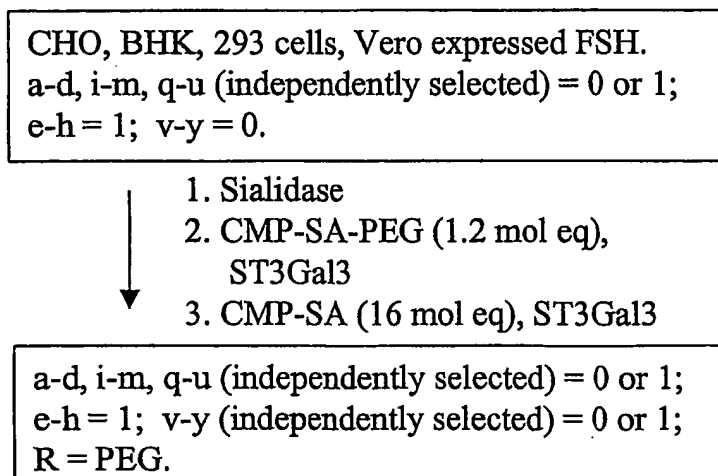 CHO, BHK, 293 cells, Vero expressed FSH.
a-d, i-m, q-u (independently selected) = 0 or 1;
e-h = 1; v-y = 0.
1. Sialidase
2. CMP-SA-PEG (1.2 mol eq),
ST3Gal3
3. CMP-SA (16 mol eq), ST3Gal3
a-d, i-m, q-u (independently selected) = 0 or 1;
e-h = 1; v-y (independently selected) = 0 or 1;
R = PEG.